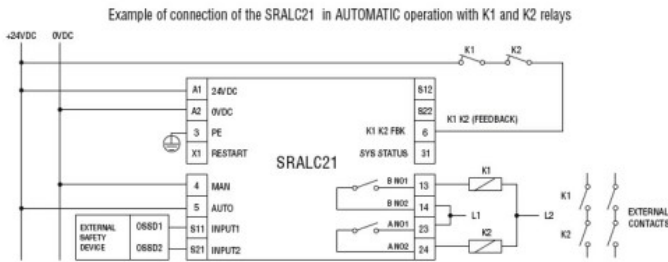 Example of connection of the SRALC21 in AUTOMATIC operation with K1 and K2 relays
+24VDC 0VDC
K1 K2
A1 24VDC S12
A2 0VDC S22
3 PE K1 K2 FBK 6 K1 K2 (FEEDBACK)
X1 RESTART SYS STATUS 31
SRALC21
4 MAN B NO1 13 K1
5 AUTO B NO2 14
L1 L2
EXTERNAL SAFETY DEVICE
OSSD1 S11 INPUT1 A NO1 23
OSSD2 S21 INPUT2 A NO2 24 K2
K1
K2
EXTERNAL CONTACTS